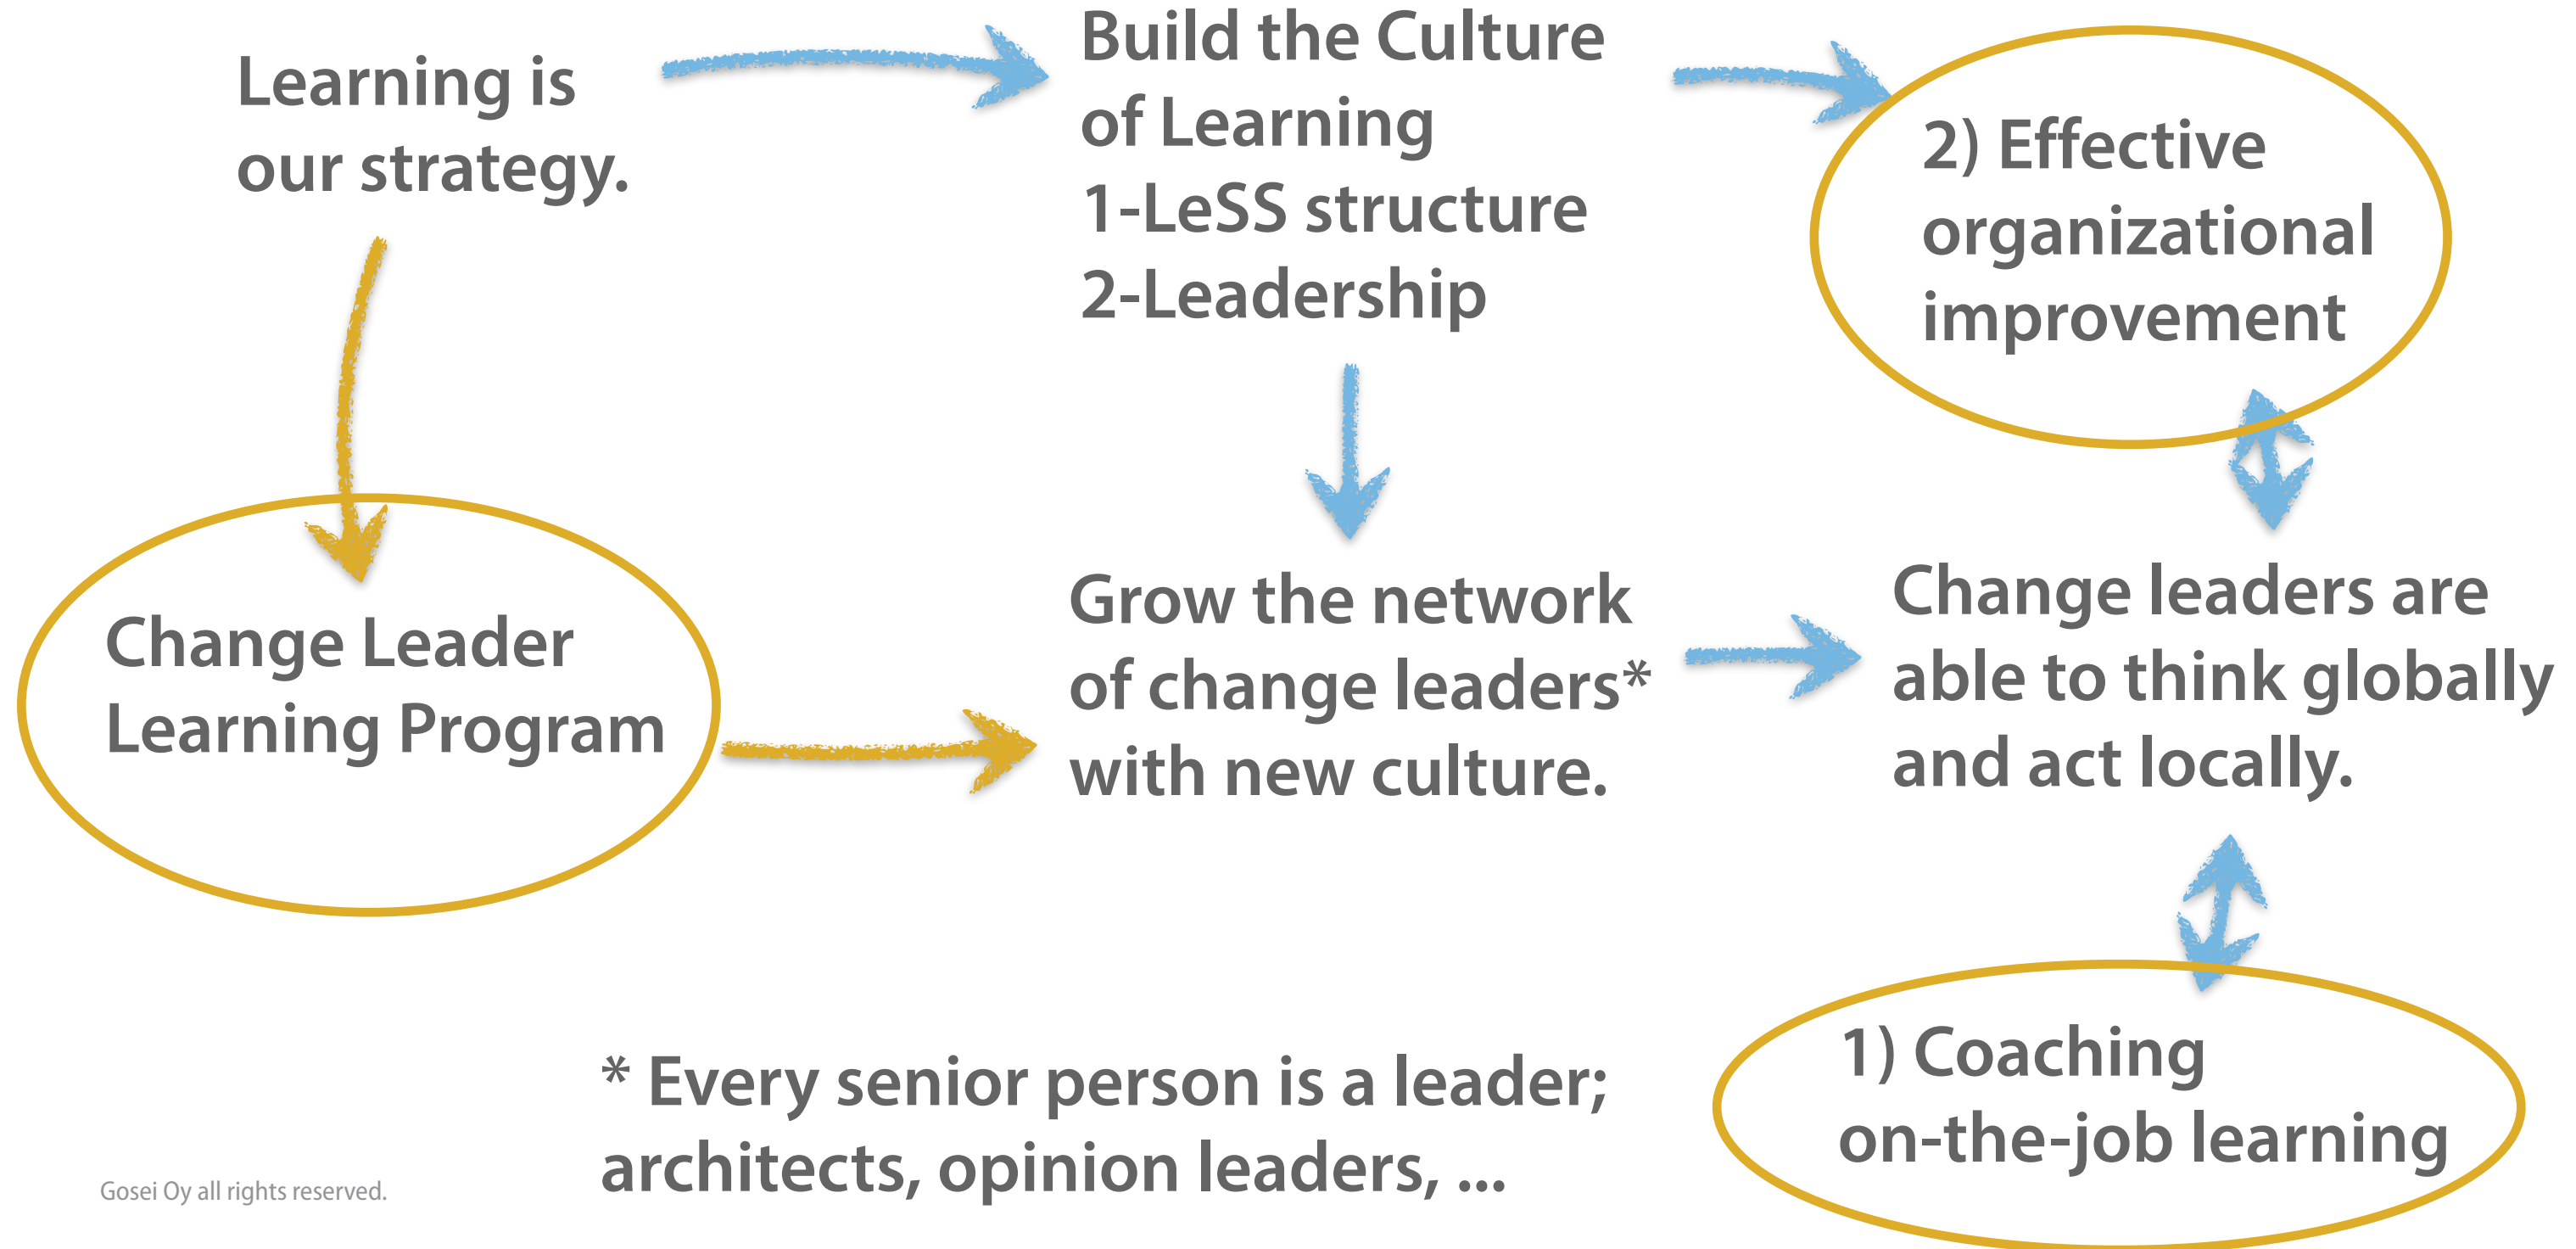 Learning is
our strategy.
Build the Culture
of Learning
1-LeSS structure
2-Leadership
2) Effective
organizational
improvement
Change Leader
Learning Program
Grow the network
of change leaders*
with new culture.
Change leaders are
able to think globally
and act locally.
* Every senior person is a leader;
architects, opinion leaders, ...
1) Coaching
on-the-job learning
Gosei Oy all rights reserved.